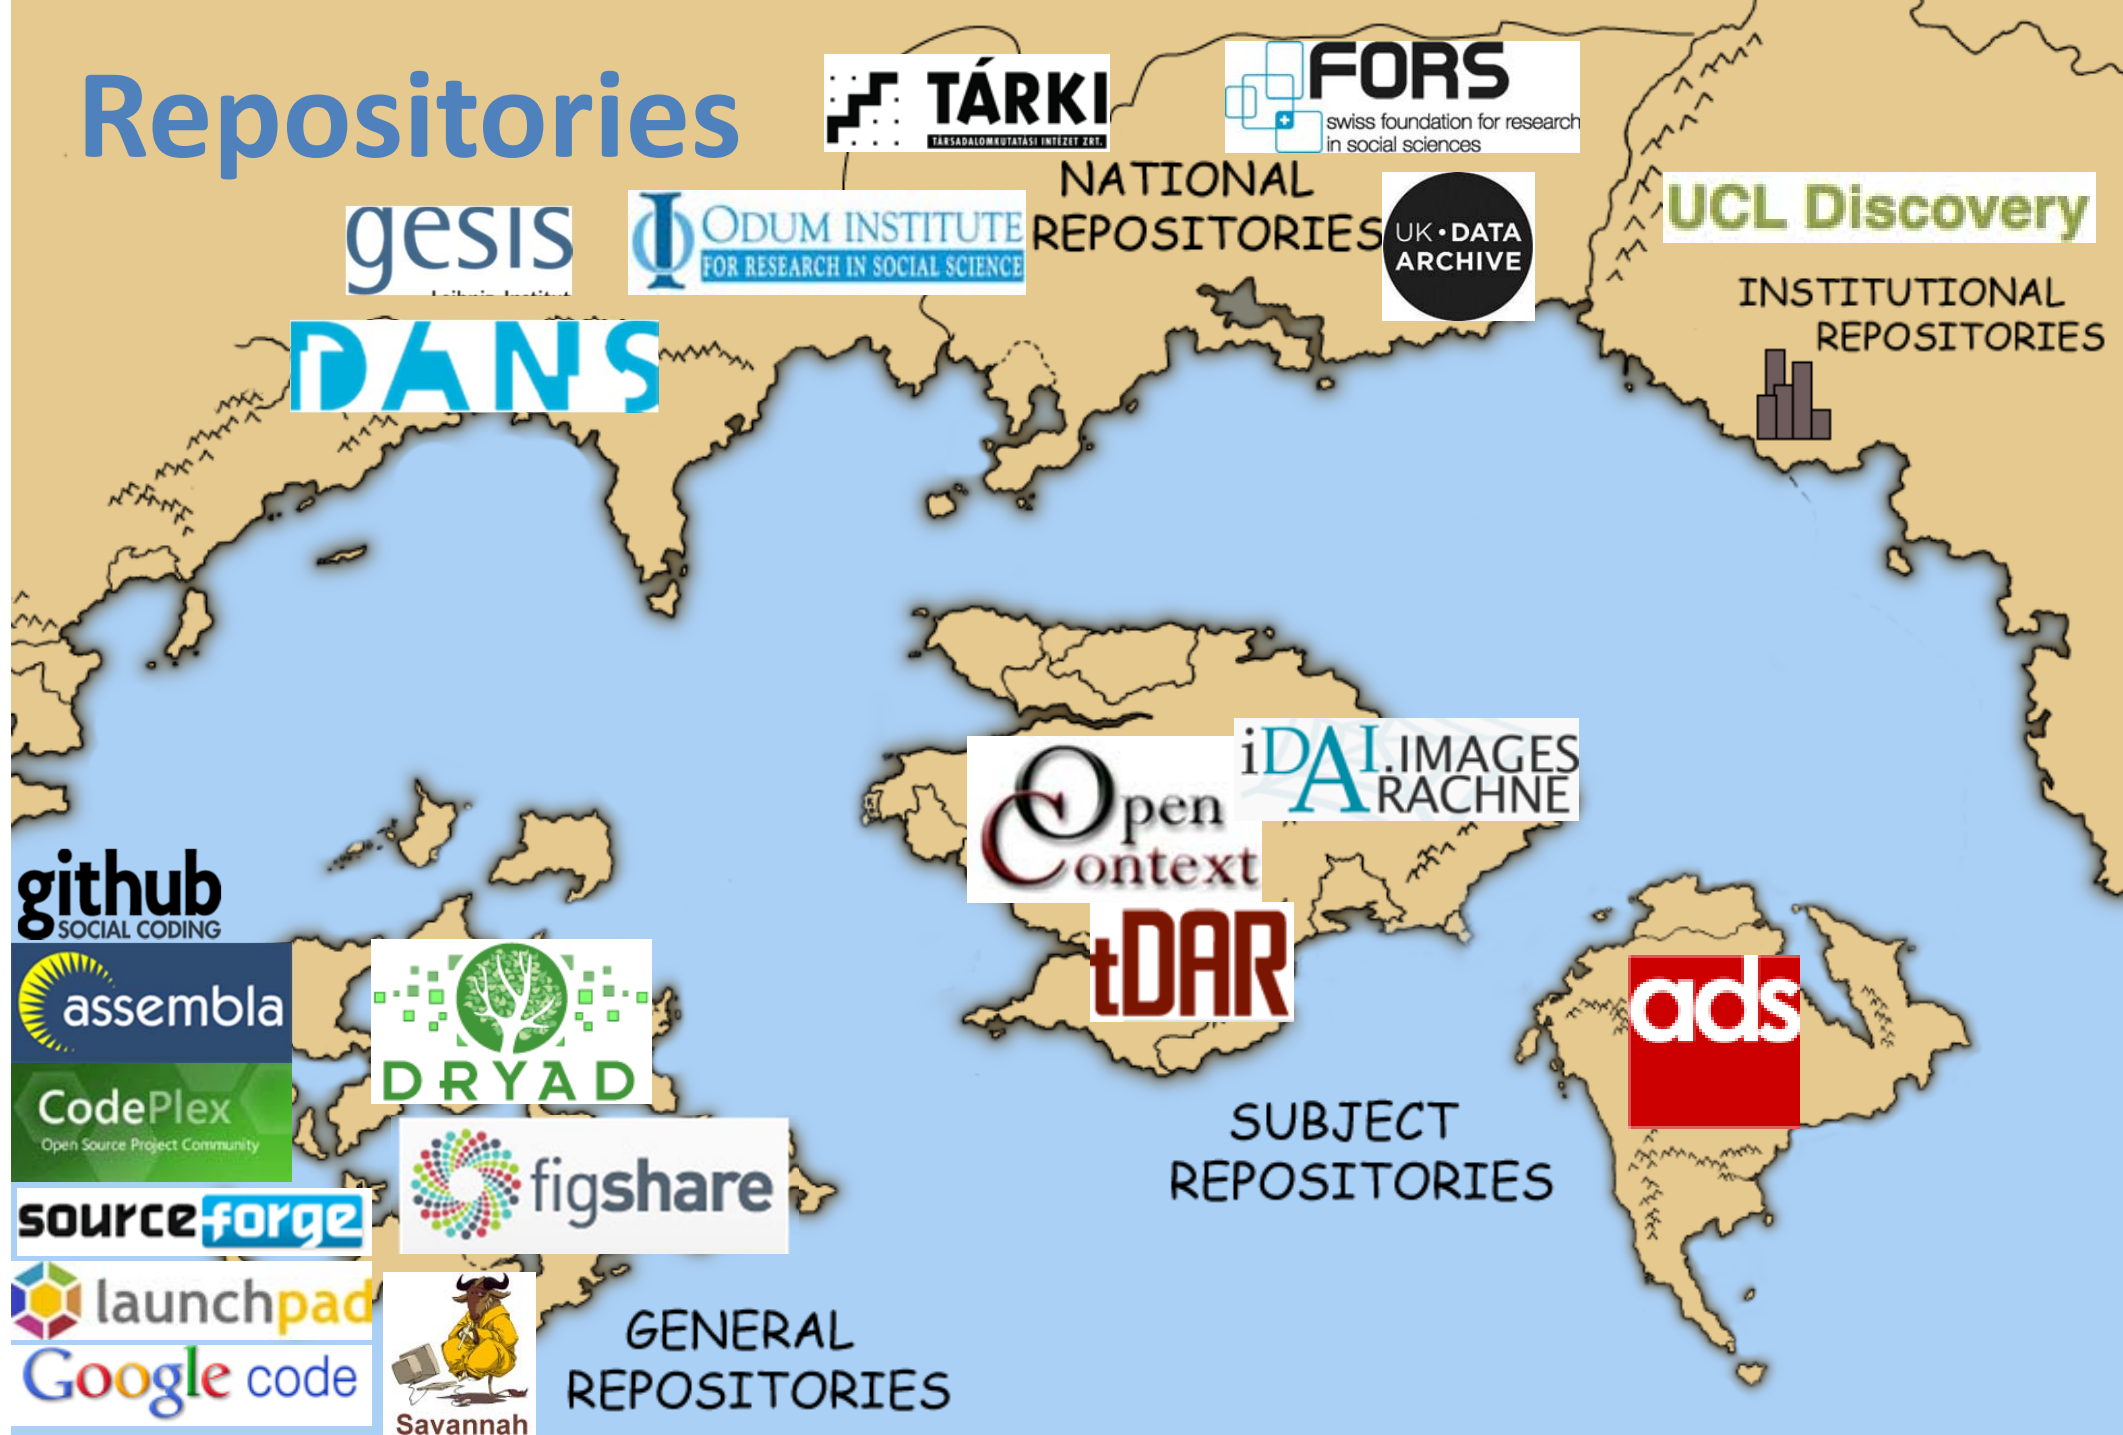 Repositories
TÁRKI
TÁRSADALOMKUTATÁSI INTÉZET ZRT.
FORS
swiss foundation for research
in social sciences
NATIONAL
REPOSITORIES
gesis
Leibniz-Institut
ODUM INSTITUTE
FOR RESEARCH IN SOCIAL SCIENCE
UK • DATA
ARCHIVE
UCL Discovery
INSTITUTIONAL
REPOSITORIES
DANS
iDAI.IMAGES
ARACHNE
Open
Context
tDAR
ads
github
SOCIAL CODING
assembla
DRYAD
CodePlex
Open Source Project Community
figshare
sourceforge
launchpad
Google code
Savannah
SUBJECT
REPOSITORIES
GENERAL
REPOSITORIES